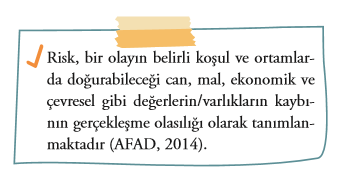 Risk, bir olayın belirli koşul ve ortamlar-
da doğurabileceği can, mal, ekonomik ve
çevresel gibi değerlerin/varlıkların kaybı-
nın gerçekleşme olasılığı olarak tanımlan-
maktadır (AFAD, 2014).